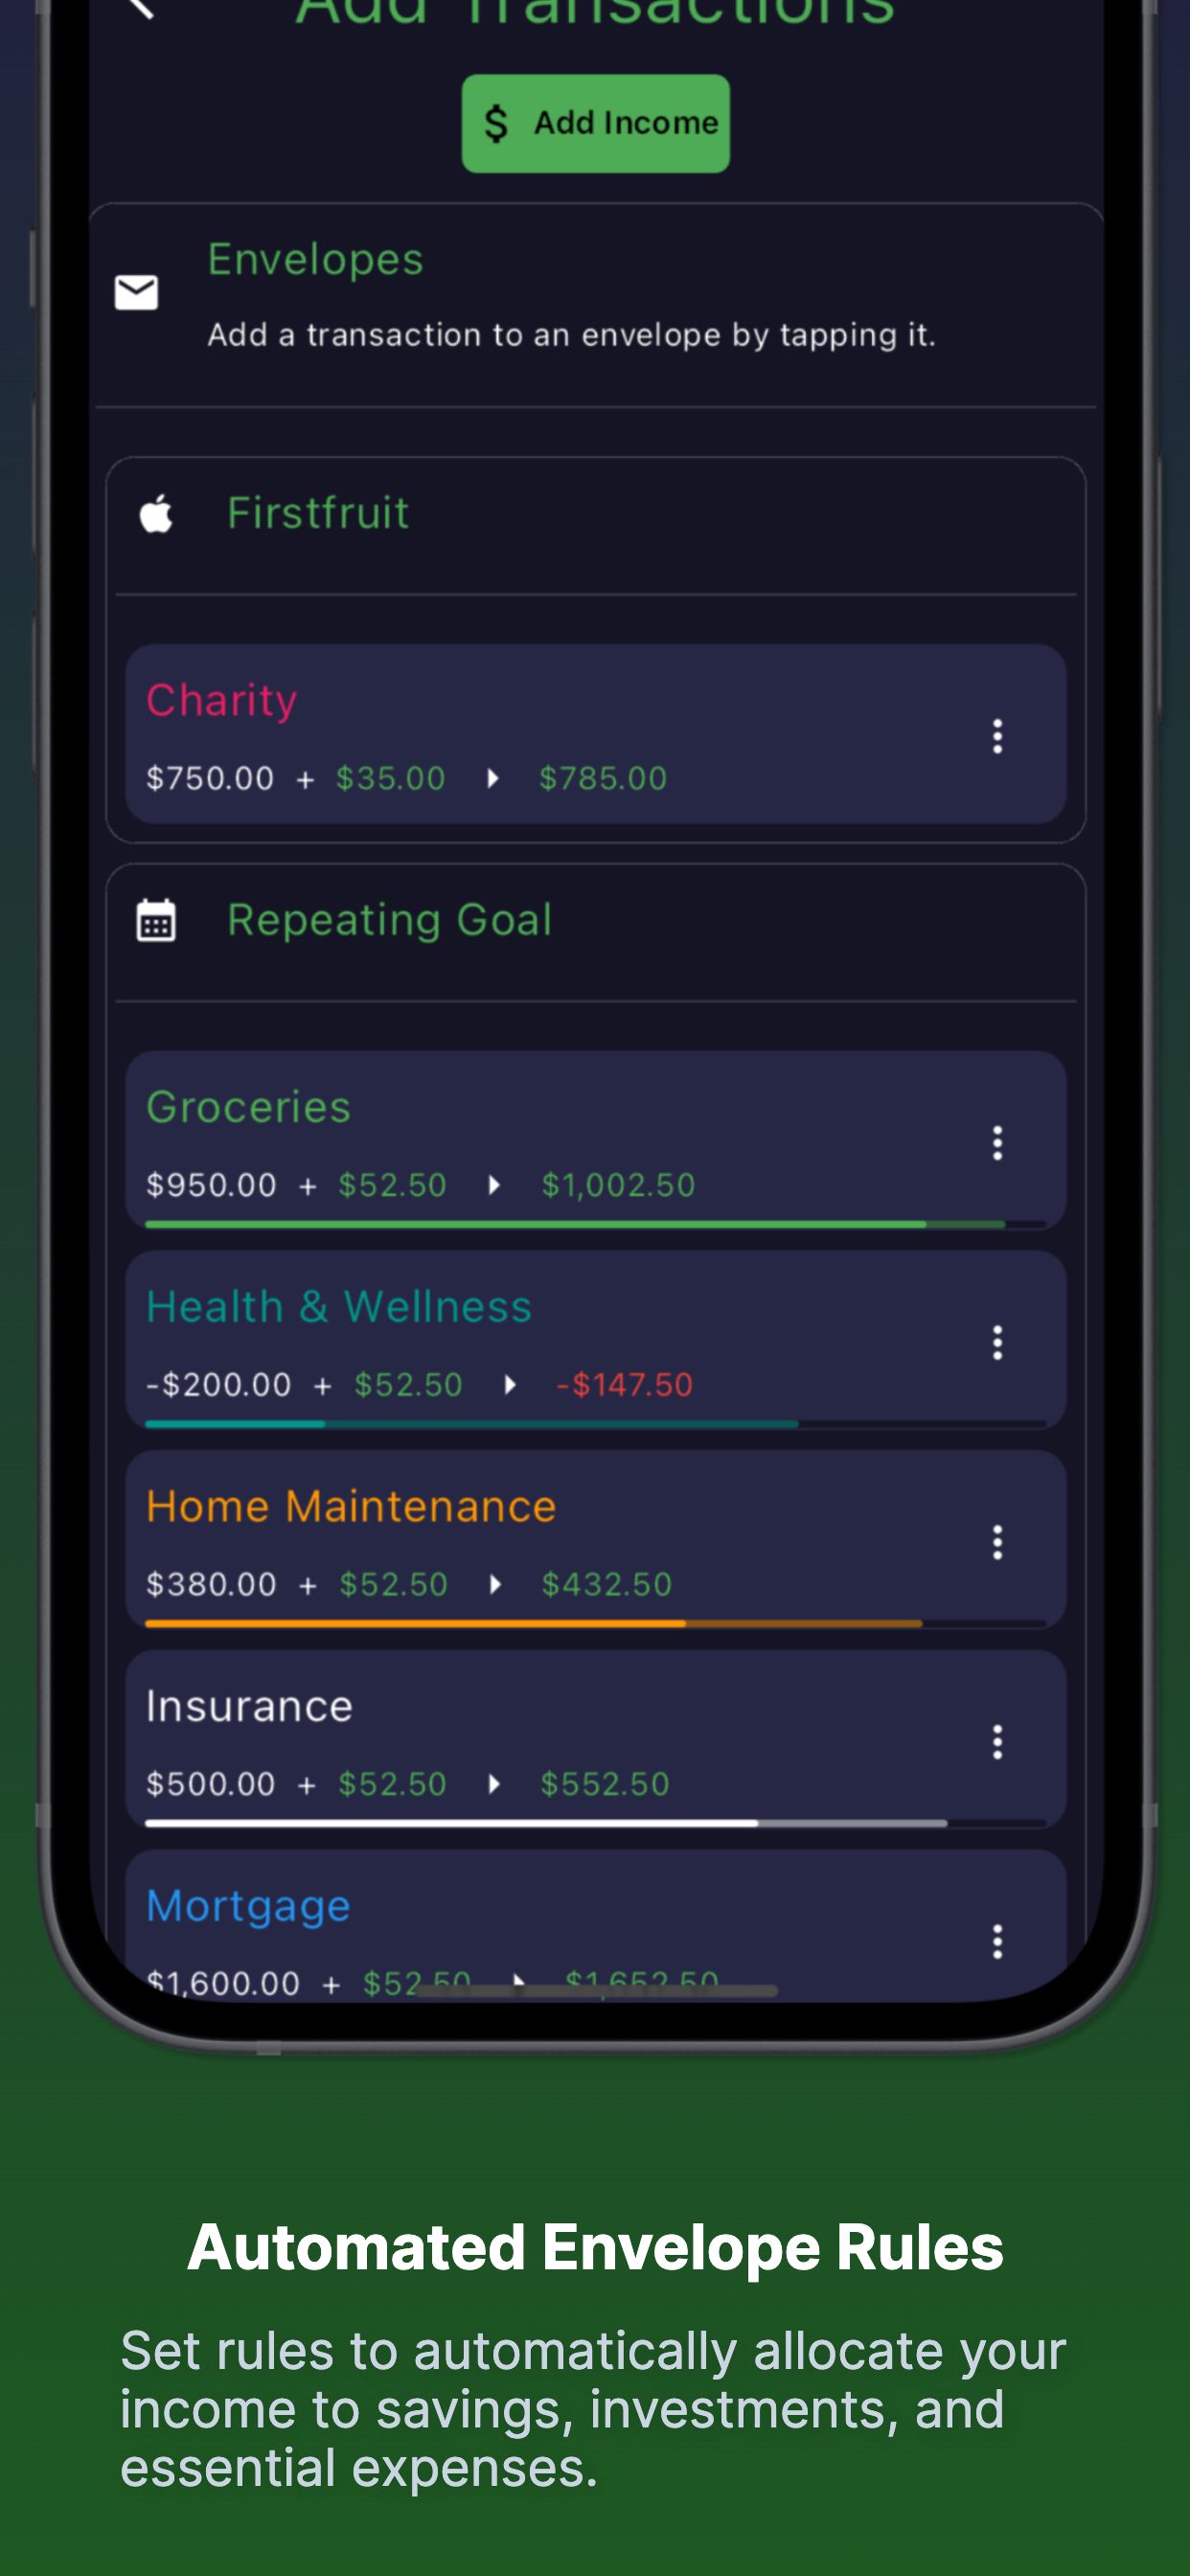 Add Transactions
$ Add Income
Envelopes
Add a transaction to an envelope by tapping it.
Firstfruit
Charity
$750.00 + $35.00 $785.00
Repeating Goal
Groceries
$950.00 + $52.50 $1,002.50
Health & Wellness
-$200.00 + $52.50 -$147.50
Home Maintenance
$380.00 + $52.50 $432.50
Insurance
$500.00 + $52.50 $552.50
Mortgage
$1,600.00 + $52.50 $1,652.50
Automated Envelope Rules
Set rules to automatically allocate your
income to savings, investments, and
essential expenses.